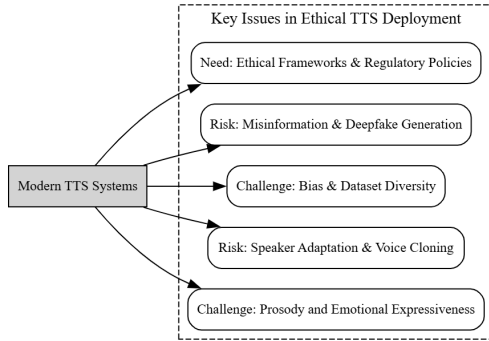 Key Issues in Ethical TTS Deployment
Need: Ethical Frameworks & Regulatory Policies
Risk: Misinformation & Deepfake Generation
Modern TTS Systems
Challenge: Bias & Dataset Diversity
Risk: Speaker Adaptation & Voice Cloning
Challenge: Prosody and Emotional Expressiveness